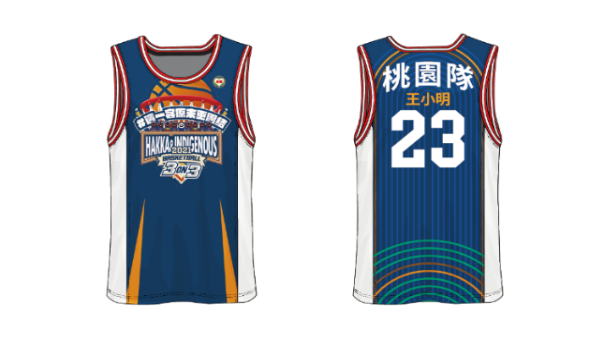 HAKKA & INDIGENOUS
2021
BASKETBALL
3 ON 3
桃園隊
王小明
23